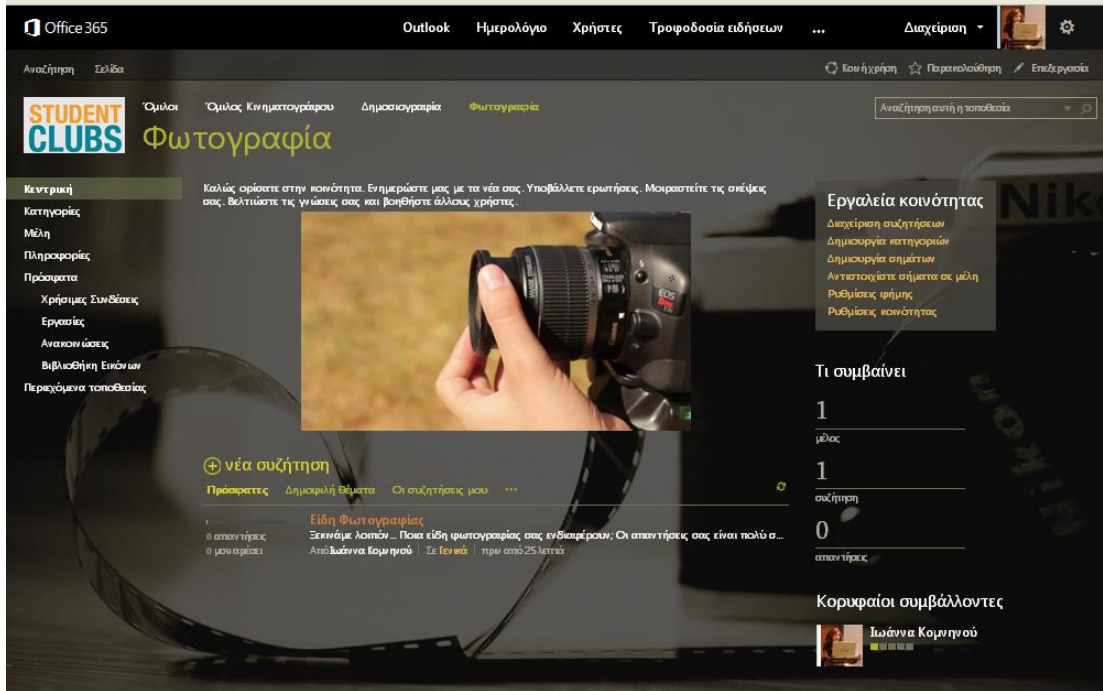 Office 365
Outlook Ημερολόγιο Χρήστες Τροφοδοσία ειδήσεων ... Διαχείριση
Αναζήτηση Σελίδα
Κοινή χρήση Παρακολούθηση Επεξεργασία
STUDENT CLUBS
Όμιλοι Όμιλος Κινηματογράφου Δημοσιογραφία Φωτογραφία
Αναζήτηση αυτή η τοποθεσία
Φωτογραφία
Κεντρική
Κατηγορίες
Μέλη
Πληροφορίες
Πρόσφατα
Χρήσιμες Συνδέσεις
Εργασίες
Ανακοινώσεις
Βιβλιοθήκη Εικόνων
Περιεχόμενα τοποθεσίας
Καλώς ορίσατε στην κοινότητα. Ενημερώστε μας με τα νέα σας. Υποβάλλετε ερωτήσεις. Μοιραστείτε τις σκέψεις
σας. Βελτιώστε τις γνώσεις σας και βοηθήστε άλλους χρήστες.
EOS
Canon
νέα συζήτηση
Πρόσφατες Δημοφιλή θέματα Οι συζητήσεις μου ...
Είδη Φωτογραφίας
0 απαντήσεις
0 μου αρέσει
Ξεκινάμε λοιπόν... Ποια είδη φωτογραφίας σας ενδιαφέρουν; Οι απαντήσεις σας είναι πολύ σ...
Από Ιωάννα Κομνηνού | Σε Γενικά | πριν από 25 λεπτά
Εργαλεία κοινότητας
Διαχείριση συζητήσεων
Δημιουργία κατηγοριών
Δημιουργία σημάτων
Αντιστοιχίστε σήματα σε μέλη
Ρυθμίσεις φήμης
Ρυθμίσεις κοινότητας
Τι συμβαίνει
1
μέλος
1
συζήτηση
0
απαντήσεις
Κορυφαίοι συμβάλλοντες
Ιωάννα Κομνηνού